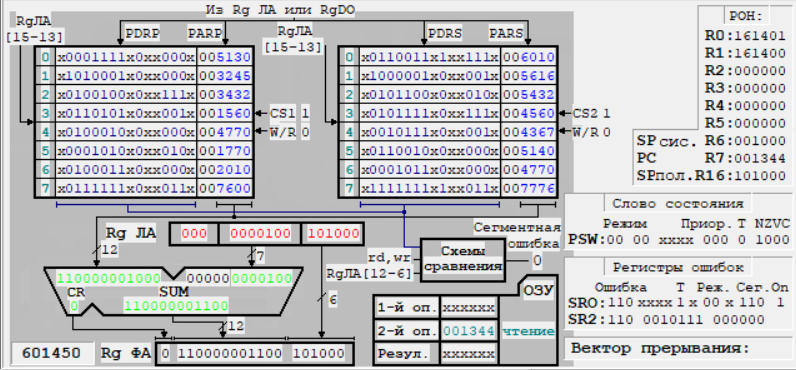 Из Rg ЛА или RgDO
RgЛА [15-13] PDRP PARP
0 x0001111x0xx000x 005130
1 x1010001x0xx000x 003245
2 x0100100x0xx111x 003432
3 x0110101x0xx001x 001560
4 x0100010x0xx000x 004770
5 x0001010x0xx010x 001770
6 x0111011x0xx000x 002010
7 x0111111x0xx011x 007600
CS1 1
W/R 0
RgЛА [15-13] PDRS PARS
0 x0110011x1xx111x 006010
1 x1000001x0xx001x 005616
2 x0101100x0xx010x 005432
3 x0101111x0xx111x 004560
4 x0010111x0xx001x 004367
5 x0110010x0xx000x 005140
6 x0101011x0xx000x 004770
7 x1111111x1xx011x 007776
CS2 1
W/R 0
РОН:
R0:161401
R1:161400
R2:000000
R3:000000
R4:000000
R5:000000
SPсис. R6:001000
PC R7:001344
SPпол.R16:101000
Rg ЛА 000 0000100 101000
12
7
6
110000001000 00000 0000100
CR SUM
0 110000001100
12
601450 Rg ФА 0 110000001100 101000
rd,wr
RgЛА[12-6]
Схемы сравнения
Сегментная ошибка
0
ОЗУ
1-й оп. xxxxxx
2-й оп. 001344 чтение
Резул. xxxxxx
Слово состояния
Режим Приор. T NZVC
PSW:00 00 xxxx 000 0 1000
Регистры ошибок
Ошибка T Реж. Сег.Оп
SR0:110 xxxx 1 x 00 x 110 1
SR2:110 0010111 000000
Вектор прерывания: